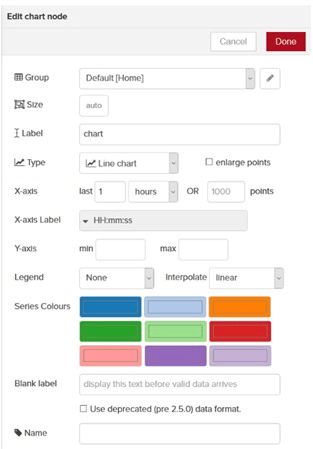 Edit chart node
Cancel Done
Group Default [Home]
Size auto
Label chart
Type Line chart enlarge points
X-axis last 1 hours OR 1000 points
X-axis Label HH:mm:ss
Y-axis min max
Legend None Interpolate linear
Series Colours
Blank label display this text before valid data arrives
Use deprecated (pre 2.5.0) data format.
Name